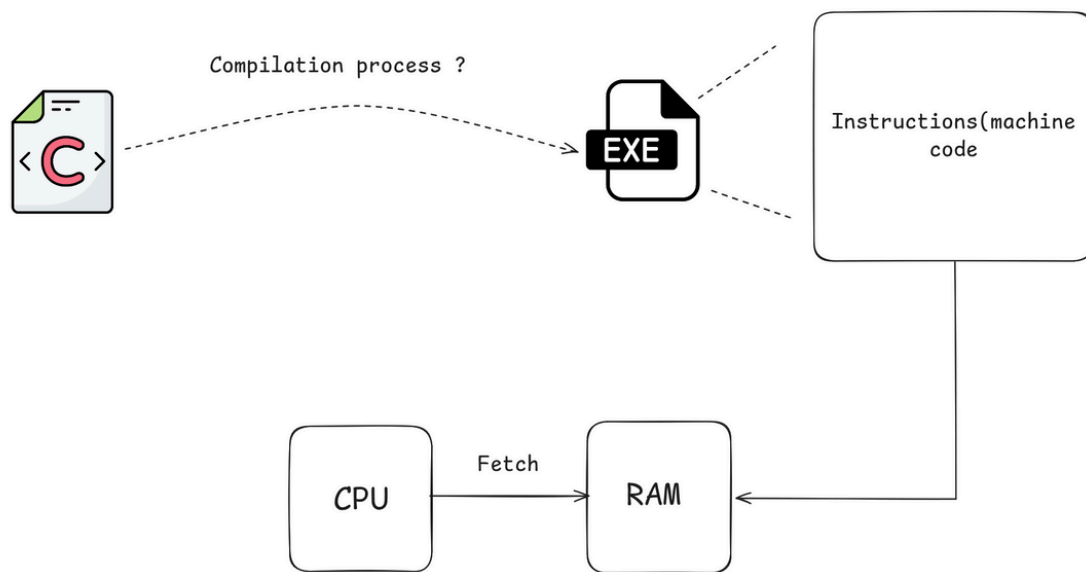 Compilation process ?
< C >
EXE
Instructions(machine
code
Fetch
CPU
RAM